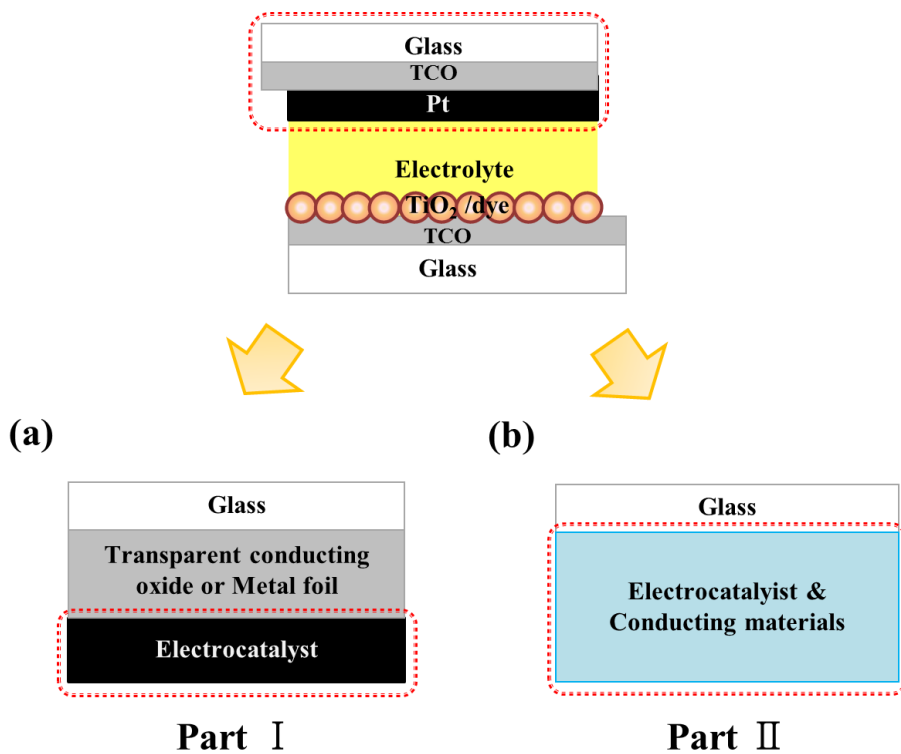 Glass
TCO
Pt
Electrolyte
TiO₂ /dye
TCO
Glass
(a)
(b)
Glass
Transparent conducting
oxide or Metal foil
Electrocatalyst
Glass
Electrocatalyist &
Conducting materials
Part Ⅰ
Part Ⅱ